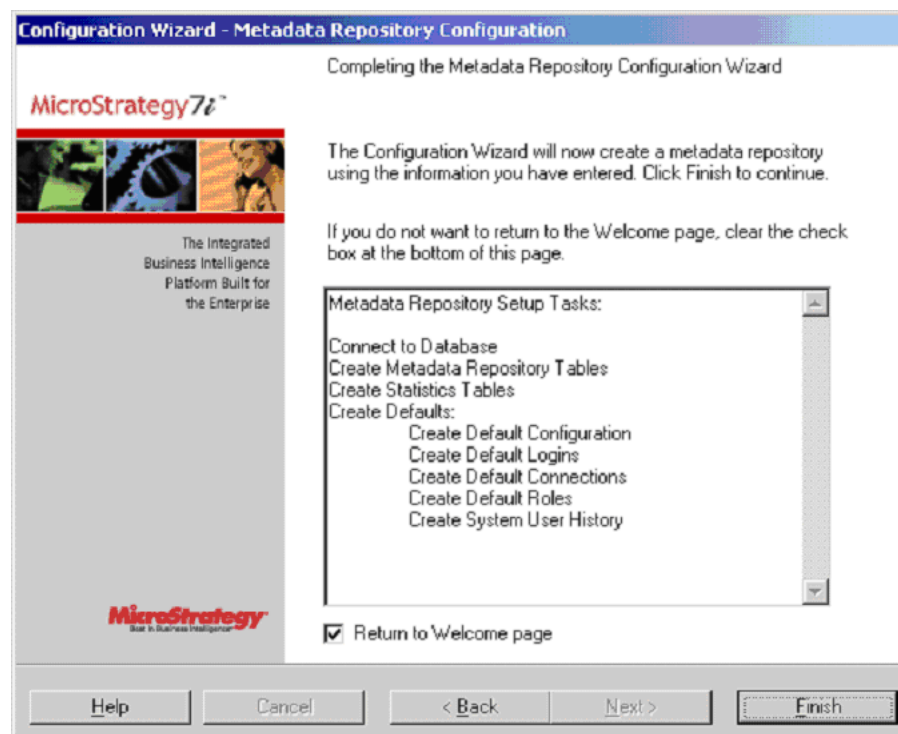 Configuration Wizard - Metadata Repository Configuration
Completing the Metadata Repository Configuration Wizard
MicroStrategy7i™
The Configuration Wizard will now create a metadata repository
using the information you have entered. Click Finish to continue.
If you do not want to return to the Welcome page, clear the check
box at the bottom of this page.
The Integrated
Business Intelligence
Platform Built for
the Enterprise
Metadata Repository Setup Tasks:
Connect to Database
Create Metadata Repository Tables
Create Statistics Tables
Create Defaults:
Create Default Configuration
Create Default Logins
Create Default Connections
Create Default Roles
Create System User History
MicroStrategy
Best In Business Intelligence
Return to Welcome page
Help
Cancel
< Back
Next >
Finish